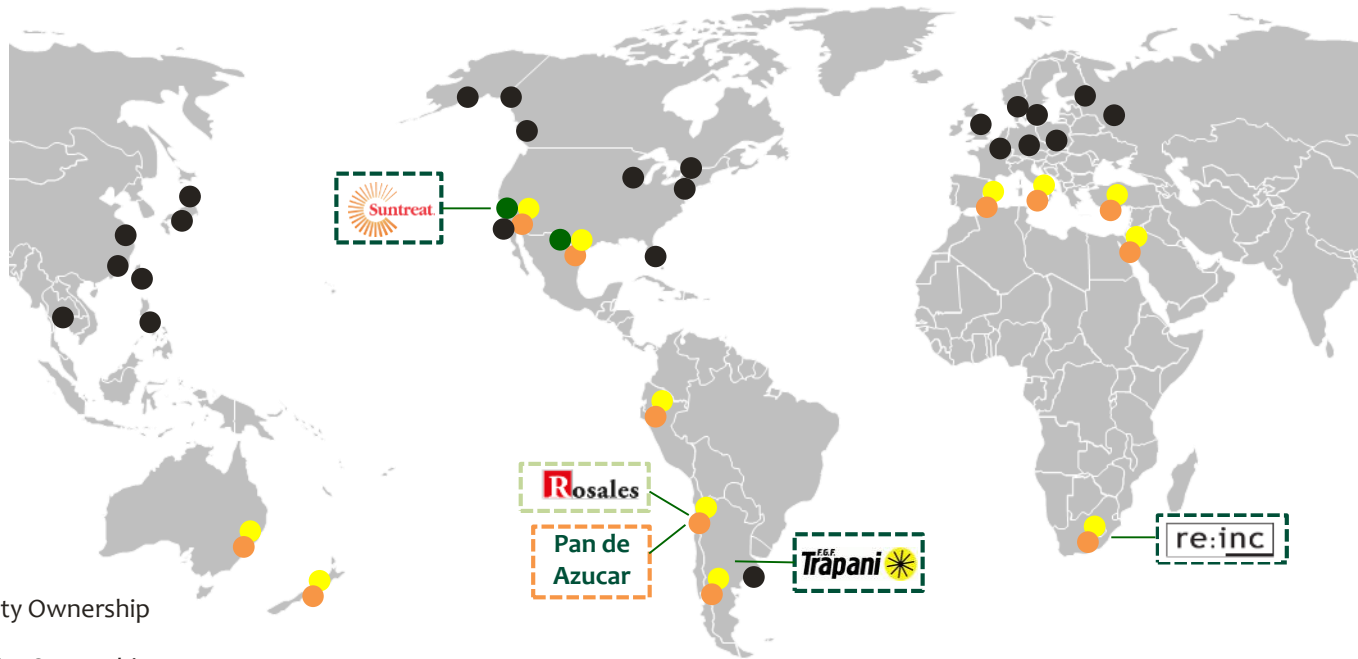 Suntreat.
Rosales
Pan de
Azucar
F.G.F.
Trapani
re:inc
ty Ownership